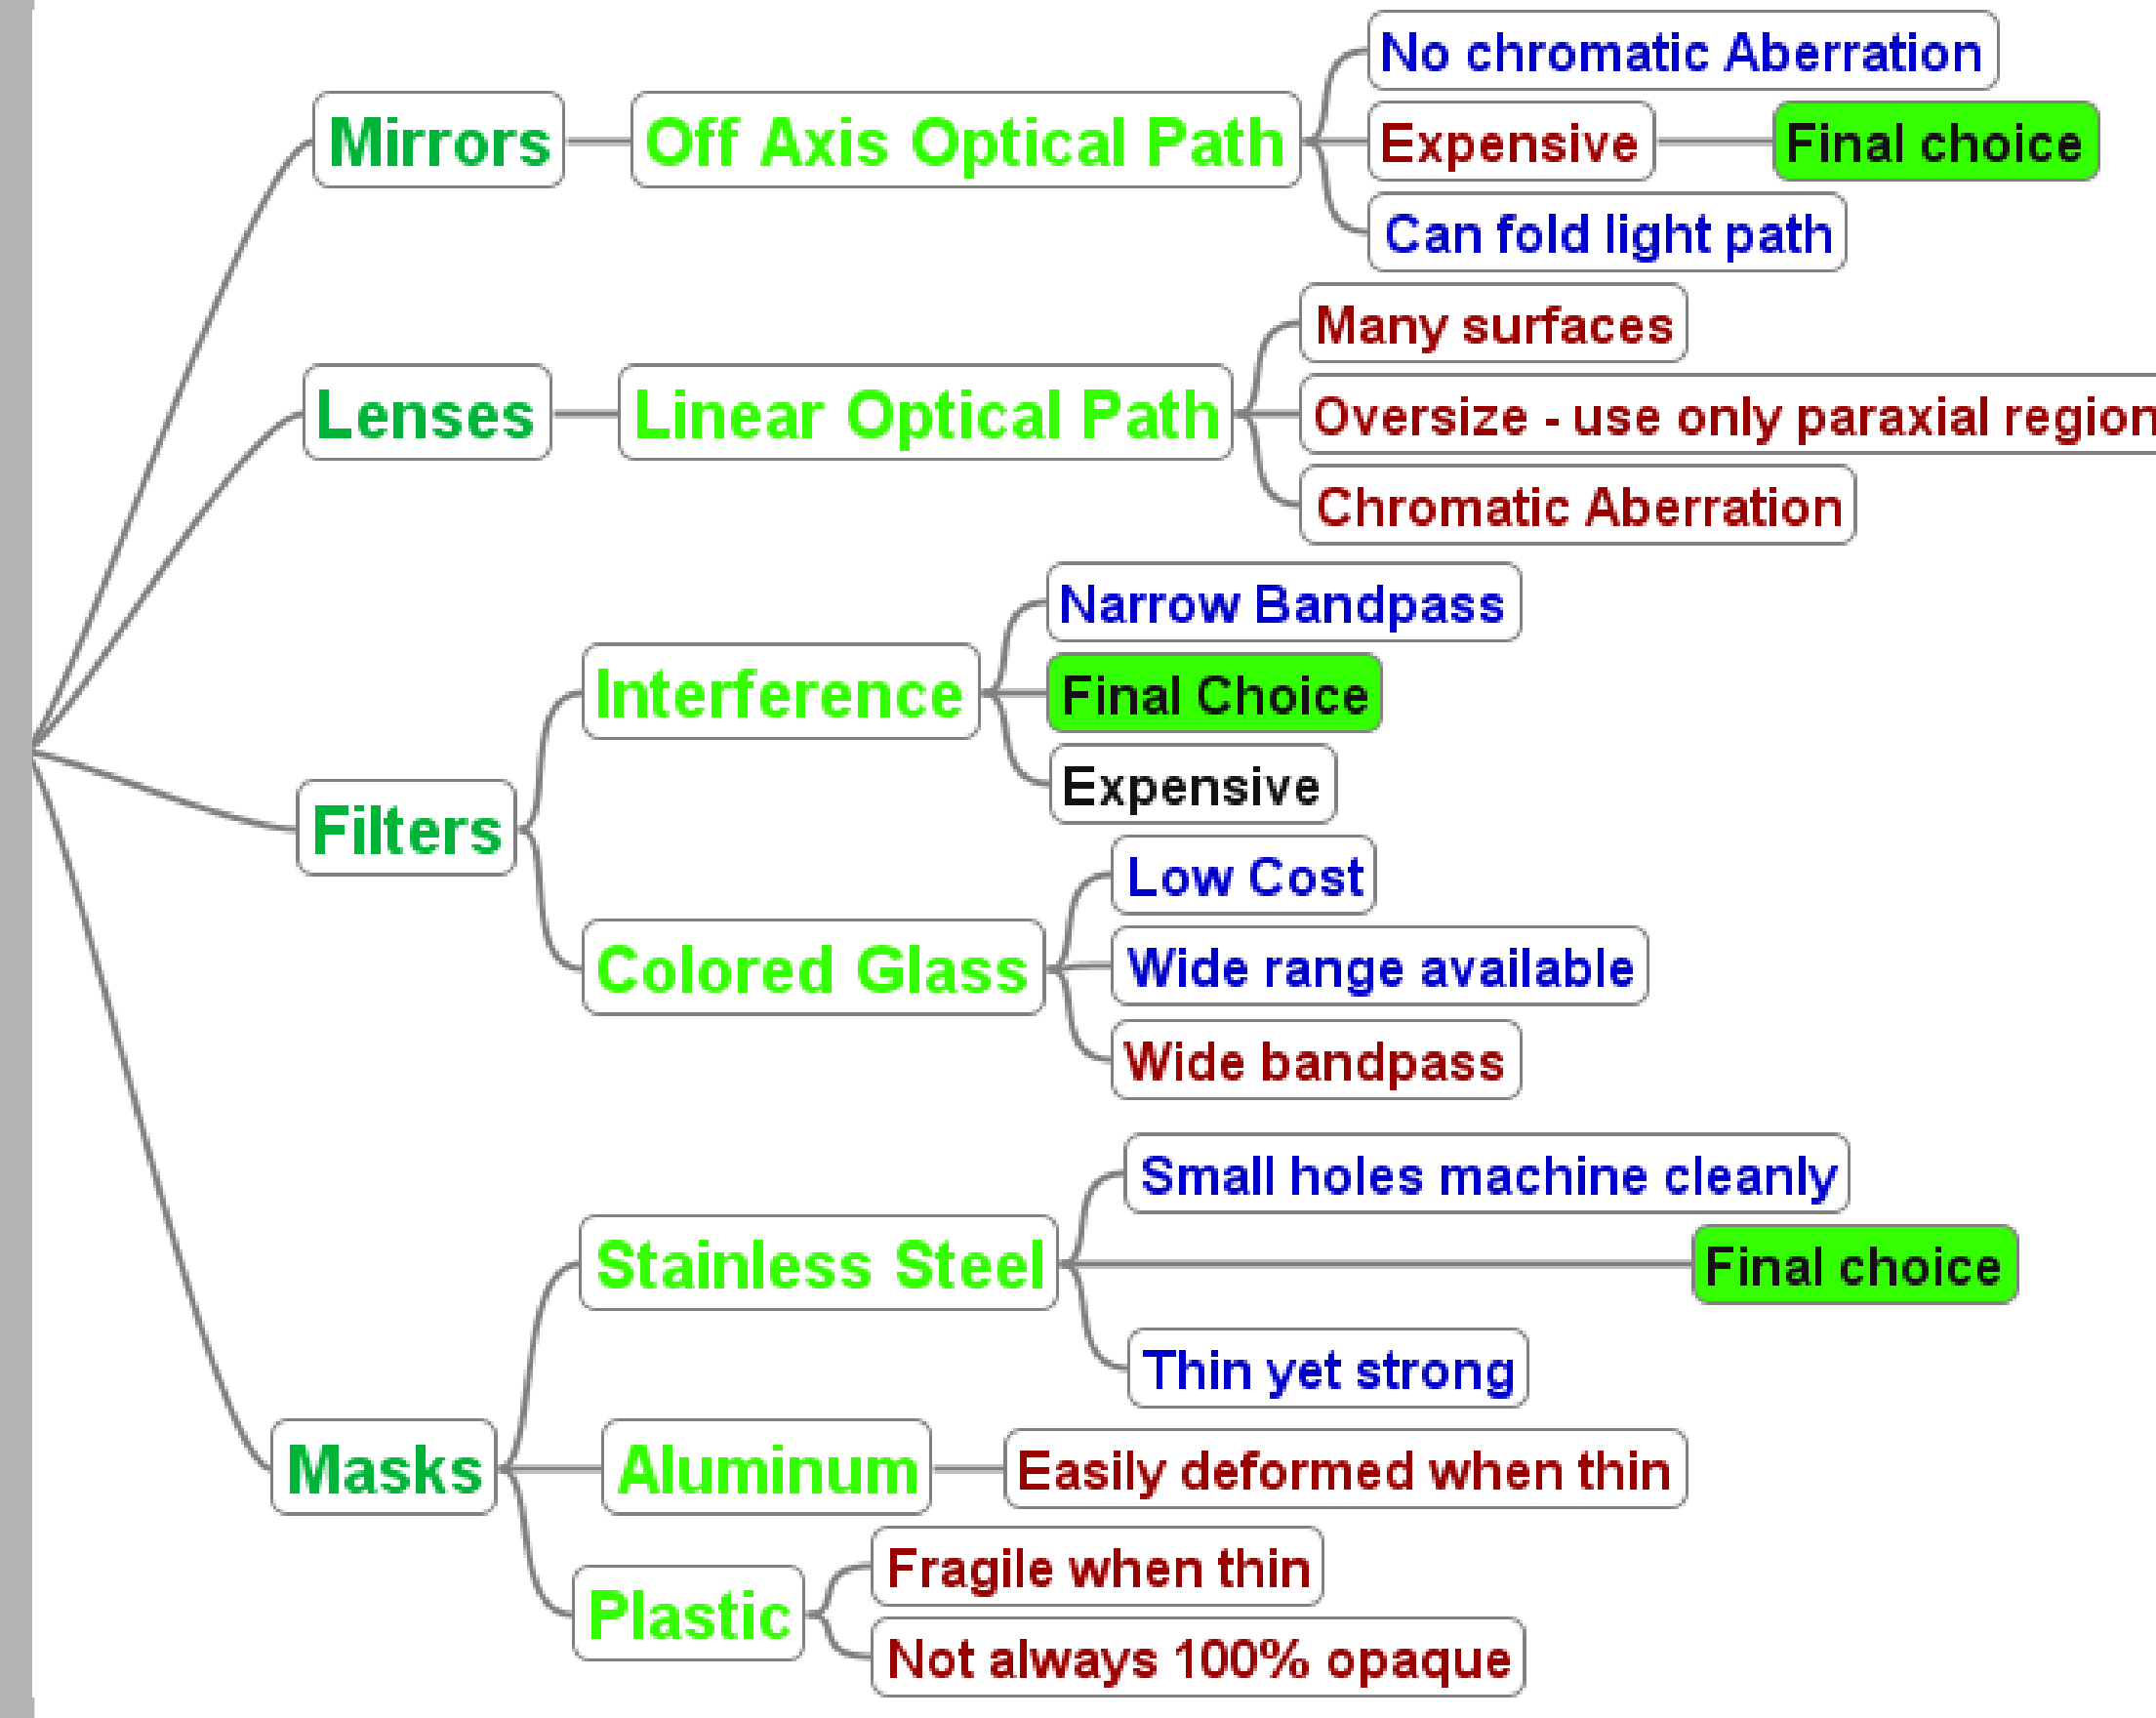 No chromatic Aberration
Mirrors
Off Axis Optical Path
Expensive
Final choice
Can fold light path
Many surfaces
Lenses
Linear Optical Path
Oversize - use only paraxial region
Chromatic Aberration
Narrow Bandpass
Interference
Final Choice
Expensive
Filters
Low Cost
Colored Glass
Wide range available
Wide bandpass
Small holes machine cleanly
Stainless Steel
Final choice
Thin yet strong
Masks
Aluminum
Easily deformed when thin
Fragile when thin
Plastic
Not always 100% opaque